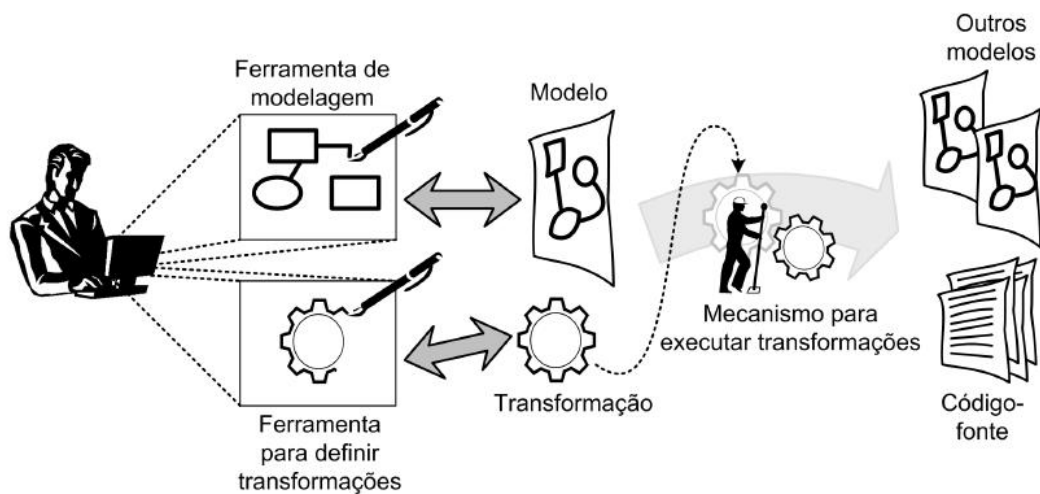 Ferramenta de
modelagem
Modelo
Outros
modelos
Mecanismo para
executar transformações
Ferramenta
para definir
transformações
Transformação
Código-
fonte